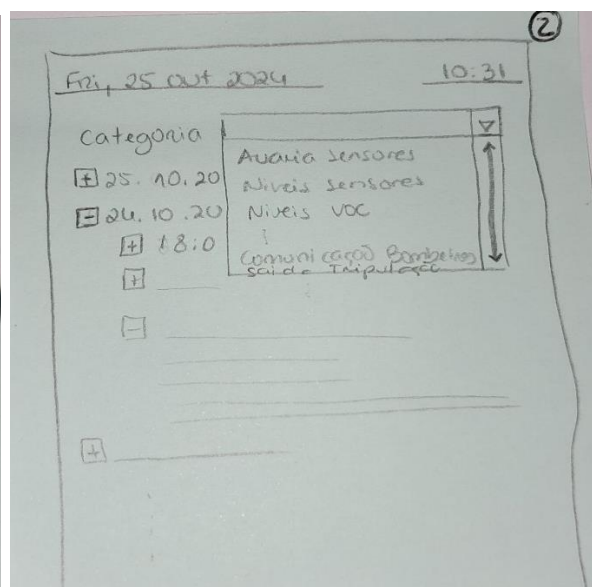 2
Fri, 25 out 2024 10:31
Categoria
Avaria sensores
+ 25.10.20
Niveis sensores
- 24.10.20
Niveis VOC
+ 18:0
Comunicação Bombeiros
Saida Tripulação
+
-
+